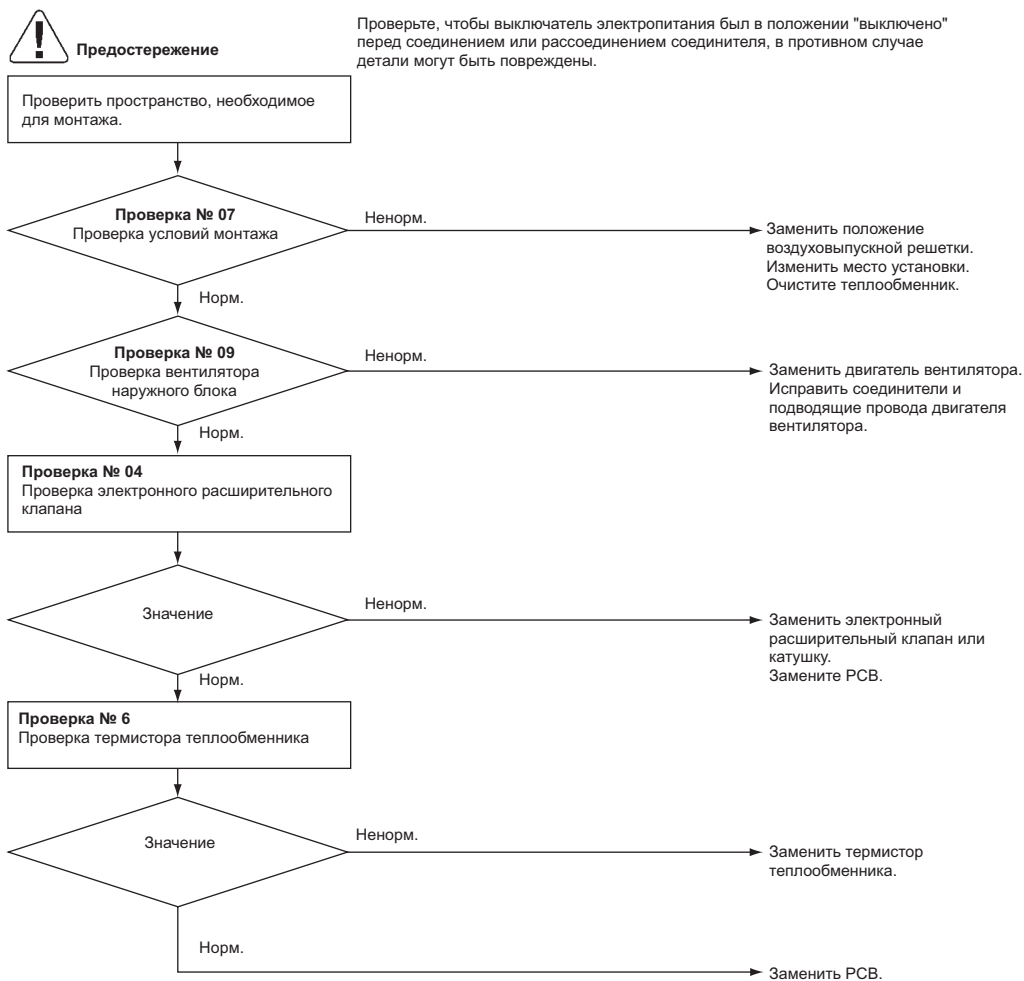 Предостережение
Проверьте, чтобы выключатель электропитания был в положении "выключено"
перед соединением или рассоединением соединителя, в противном случае
детали могут быть повреждены.
Проверить пространство, необходимое
для монтажа.
Проверка № 07
Проверка условий монтажа
Ненорм.
Заменить положение
воздуховыпускной решетки.
Изменить место установки.
Очистите теплообменник.
Норм.
Проверка № 09
Проверка вентилятора
наружного блока
Ненорм.
Заменить двигатель вентилятора.
Исправить соединители и
подводящие провода двигателя
вентилятора.
Норм.
Проверка № 04
Проверка электронного расширительного
клапана
Значение
Ненорм.
Заменить электронный
расширительный клапан или
катушку.
Замените PCB.
Норм.
Проверка № 6
Проверка термистора теплообменника
Значение
Ненорм.
Заменить термистор
теплообменника.
Норм.
Заменить PCB.